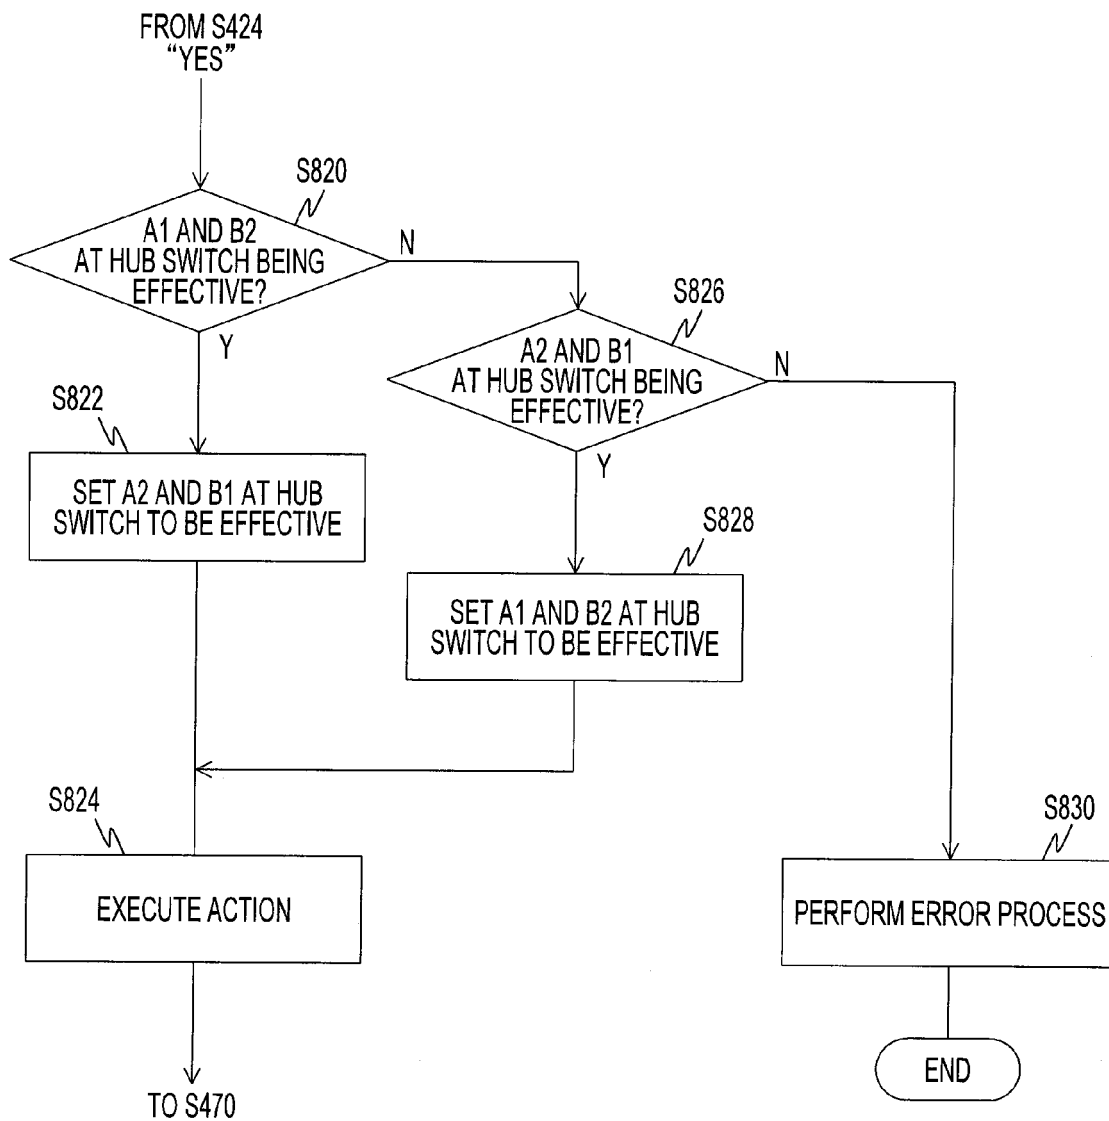 FROM S424
“YES”
S820
A1 AND B2
AT HUB SWITCH BEING
EFFECTIVE?
N
Y
S826
A2 AND B1
AT HUB SWITCH BEING
EFFECTIVE?
N
Y
S822
SET A2 AND B1 AT HUB
SWITCH TO BE EFFECTIVE
S828
SET A1 AND B2 AT HUB
SWITCH TO BE EFFECTIVE
S824
EXECUTE ACTION
S830
PERFORM ERROR PROCESS
END
TO S470